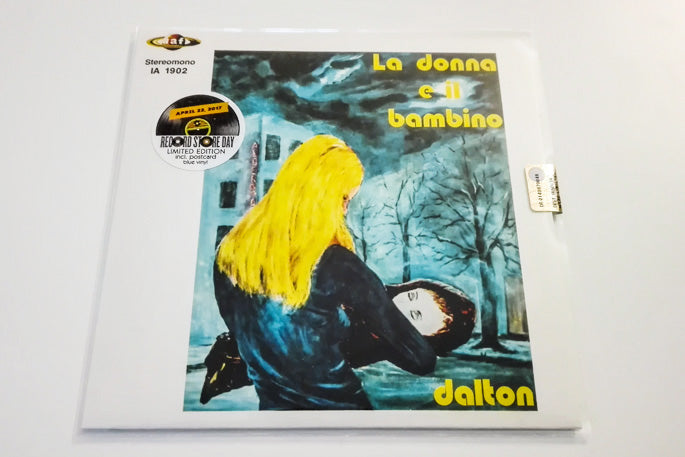 daf
Stereomono
IA 1902
APRIL 22, 2017
RECORD STORE DAY
LIMITED EDITION
incl. postcard
blue vinyl
La donna
e il
bambino
dalton